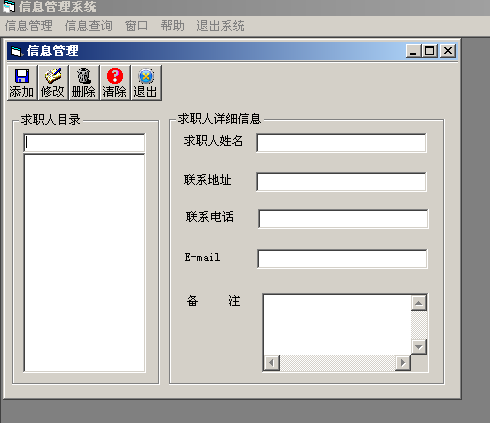 信息管理系统
信息管理 信息查询 窗口 帮助 退出系统
信息管理
添加 修改 删除 清除 退出
求职人目录
求职人详细信息
求职人姓名
联系地址
联系电话
E-mail
备 注